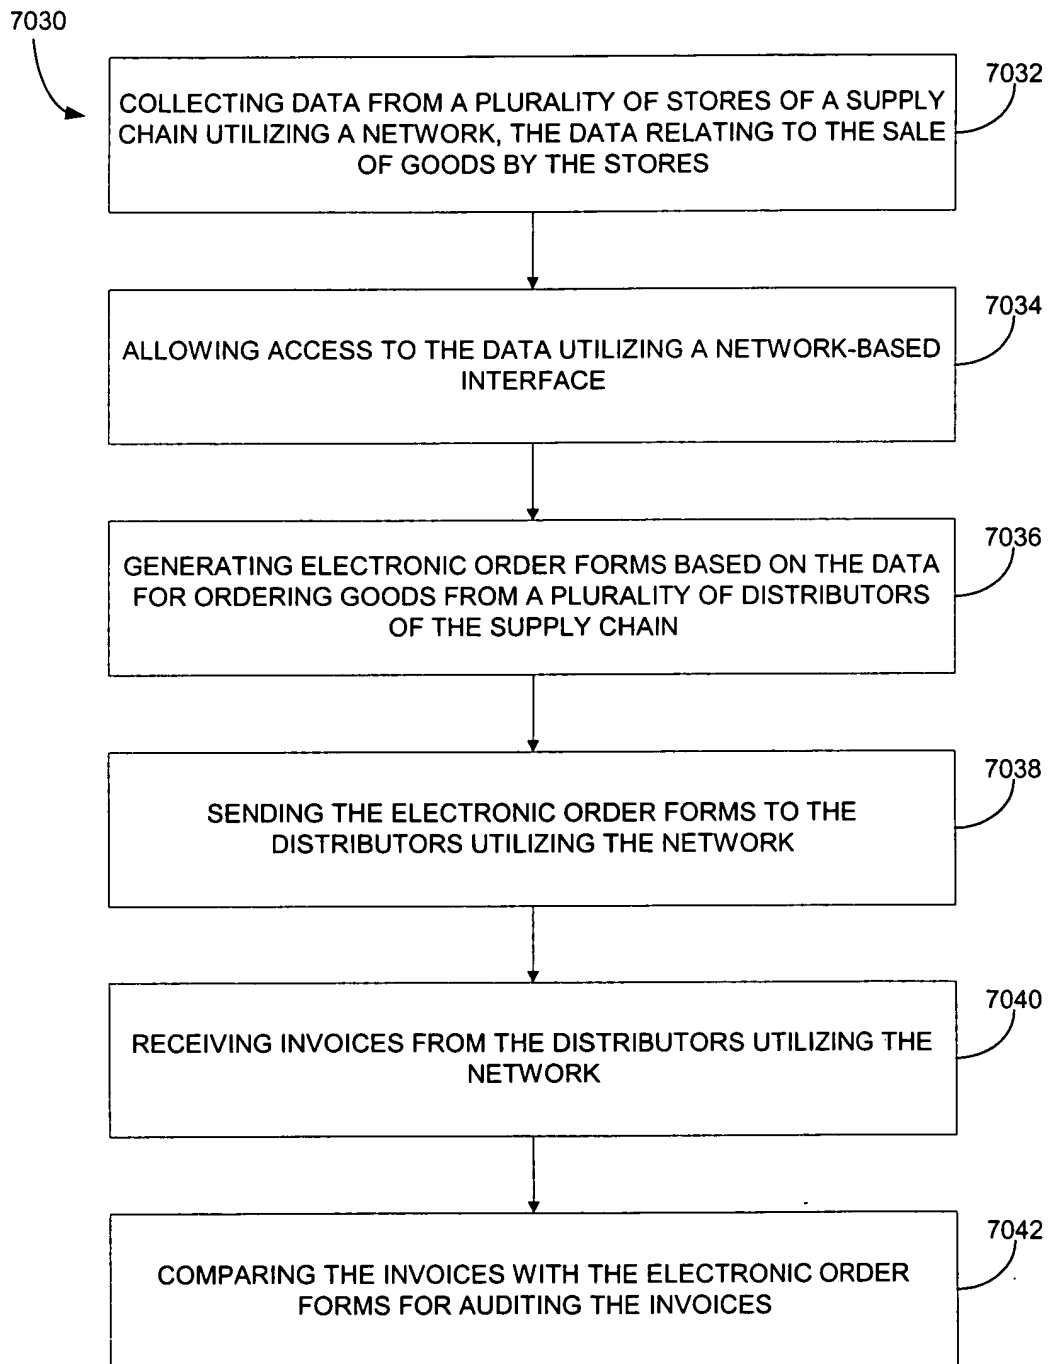 7030
7032
COLLECTING DATA FROM A PLURALITY OF STORES OF A SUPPLY
CHAIN UTILIZING A NETWORK, THE DATA RELATING TO THE SALE
OF GOODS BY THE STORES
7034
ALLOWING ACCESS TO THE DATA UTILIZING A NETWORK-BASED
INTERFACE
7036
GENERATING ELECTRONIC ORDER FORMS BASED ON THE DATA
FOR ORDERING GOODS FROM A PLURALITY OF DISTRIBUTORS
OF THE SUPPLY CHAIN
7038
SENDING THE ELECTRONIC ORDER FORMS TO THE
DISTRIBUTORS UTILIZING THE NETWORK
7040
RECEIVING INVOICES FROM THE DISTRIBUTORS UTILIZING THE
NETWORK
7042
COMPARING THE INVOICES WITH THE ELECTRONIC ORDER
FORMS FOR AUDITING THE INVOICES